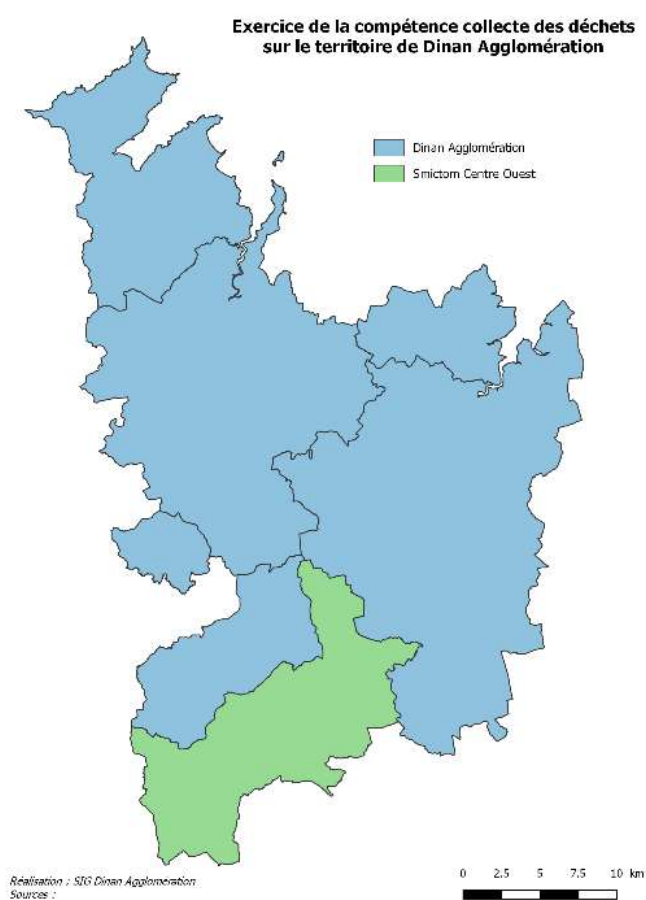 Exercice de la compétence collecte des déchets
sur le territoire de Dinan Agglomération
Dinan Agglomération
Smictom Centre Ouest
Réalisation : SIG Dinan Agglomération
Sources :
0 2.5 5 7.5 10 km